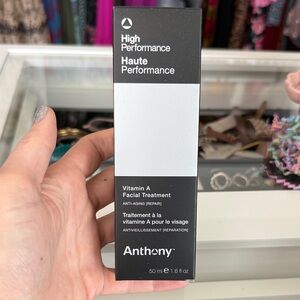 High
Performance
Haute
Performance
Vitamin A
Facial Treatment
ANTI-AGING [REPAIR]
Traitement à la
vitamine A pour le visage
ANTIVIEILLISSEMENT [RÉPARATION]
Anthony™
50 ml ℮ 1.6 fl oz